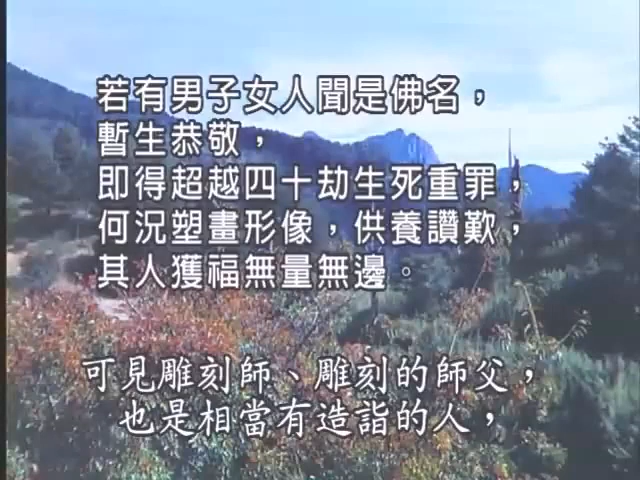 若有男子女人聞是佛名，
暫生恭敬，
即得超越四十劫生死重罪，
何況塑畫形像，供養讚歎，
其人獲福無量無邊。
可見雕刻師、雕刻的師父，
也是相當有造詣的人，